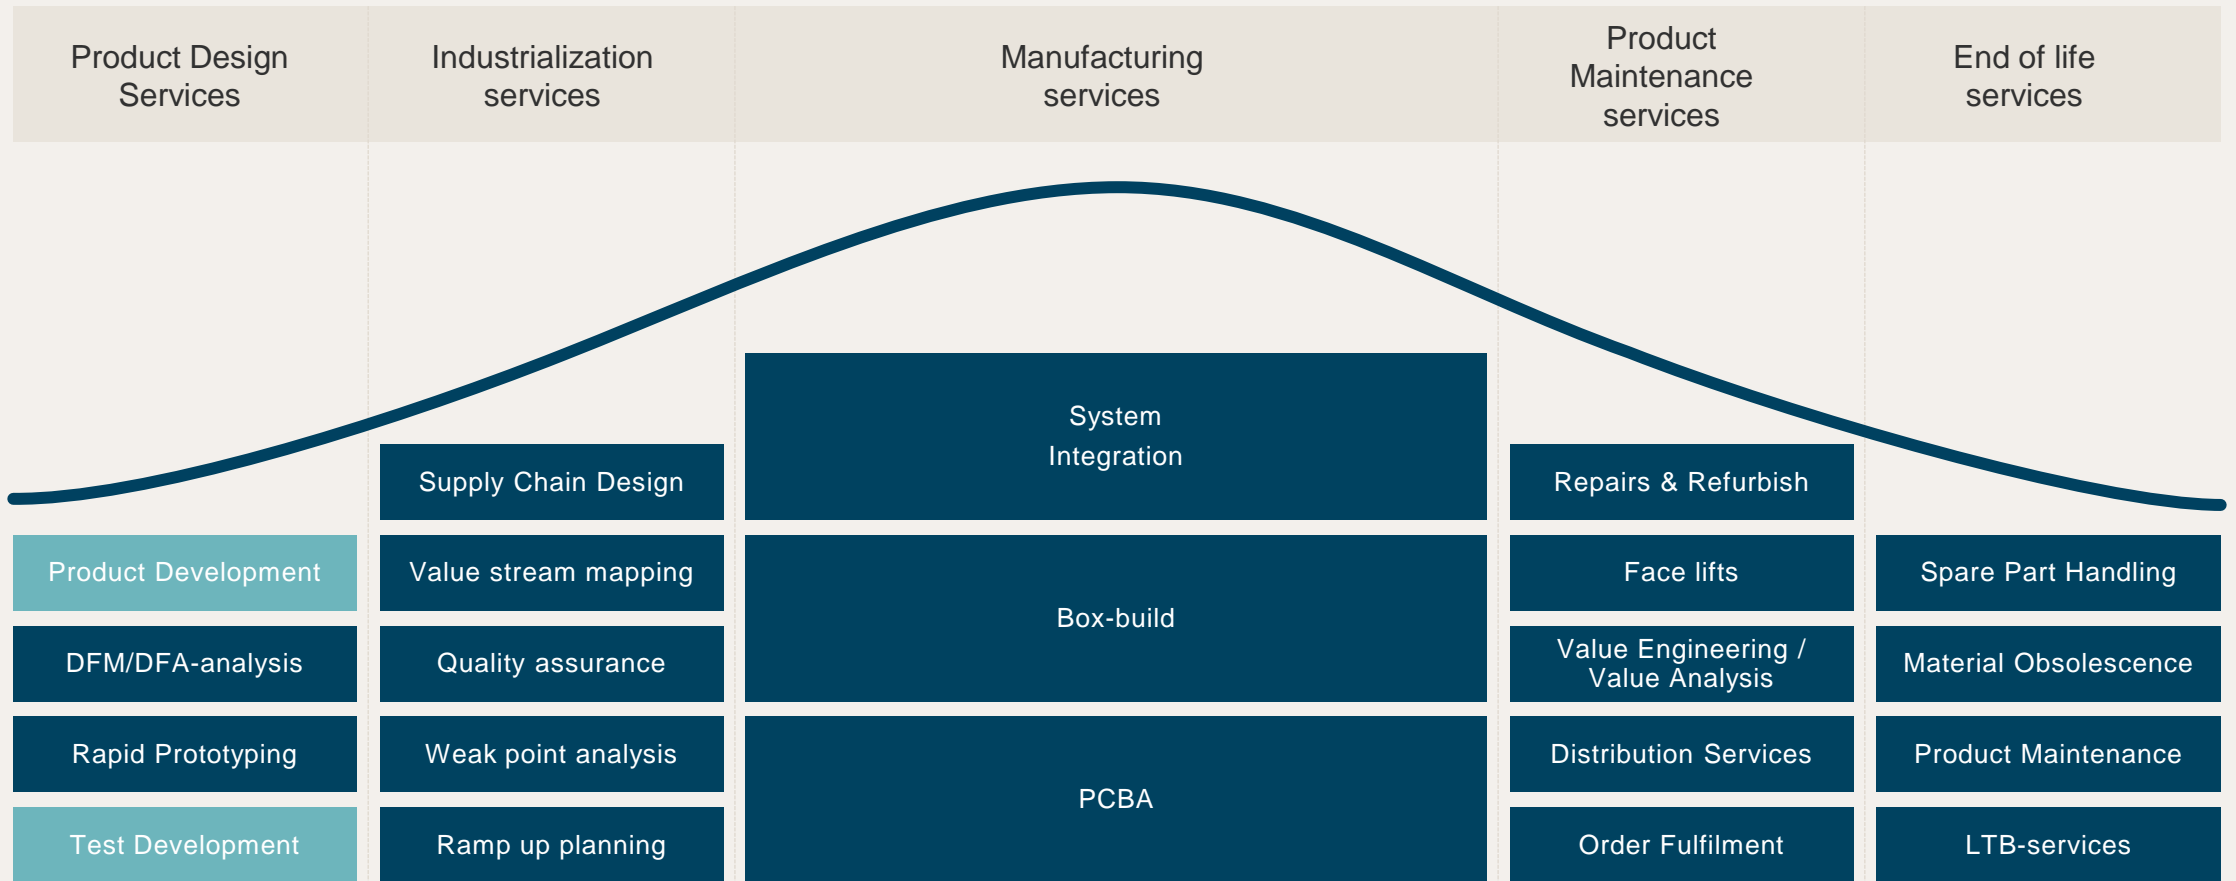 Product Design
Services
Industrialization
services
Manufacturing
services
Product
Maintenance
services
End of life
services
Product Development
DFM/DFA-analysis
Rapid Prototyping
Test Development
Supply Chain Design
Value stream mapping
Quality assurance
Weak point analysis
Ramp up planning
System
Integration
Box-build
PCBA
Repairs & Refurbish
Face lifts
Value Engineering /
Value Analysis
Distribution Services
Order Fulfilment
Spare Part Handling
Material Obsolescence
Product Maintenance
LTB-services